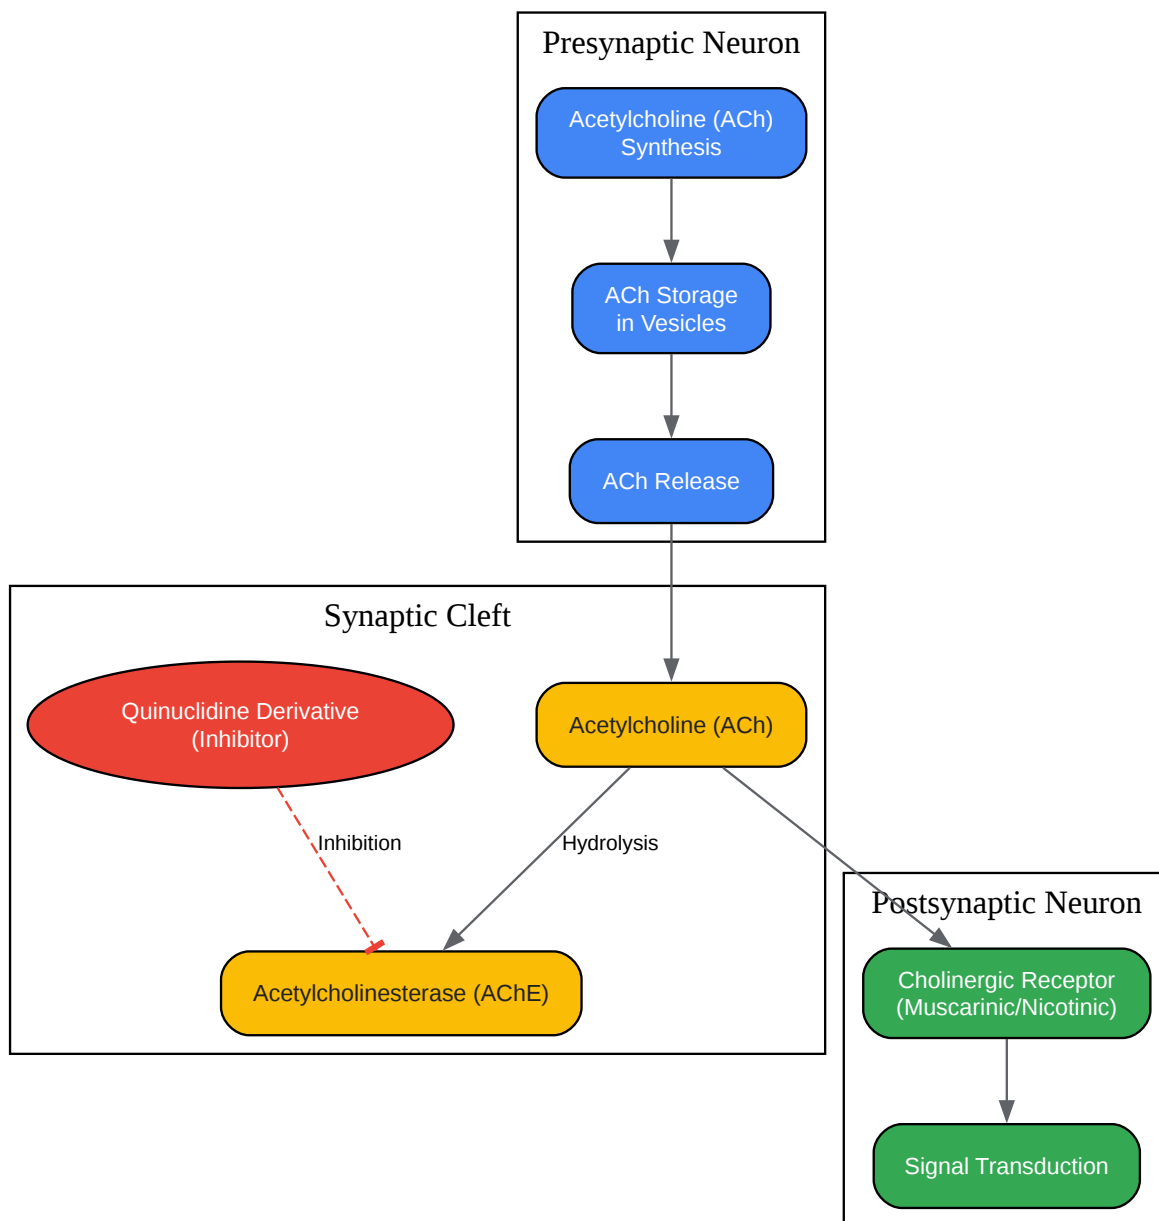 Presynaptic Neuron
Acetylcholine (ACh)
Synthesis
ACh Storage
in Vesicles
ACh Release
Synaptic Cleft
Quinuclidine Derivative
(Inhibitor)
Acetylcholine (ACh)
Inhibition
Hydrolysis
Acetylcholinesterase (AChE)
Postsynaptic Neuron
Cholinergic Receptor
(Muscarinic/Nicotinic)
Signal Transduction